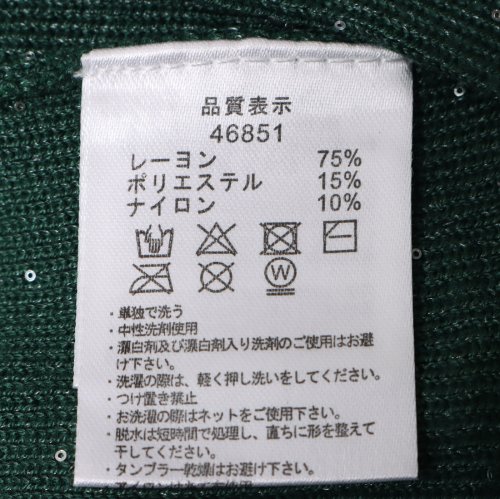 品質表示
46851
レーヨン 75%
ポリエステル 15%
ナイロン 10%
W
・単独で洗う
・中性洗剤使用
・漂白剤及び漂白剤入り洗剤のご使用はお避
け下さい。
・洗濯の際は、軽く押し洗いをしてください。
・つけ置き禁止
・お洗濯の際はネットをご使用ください。
・脱水は短時間で処理し、直ちに形を整えて
干してください。
・タンブラー乾燥はお避け下さい